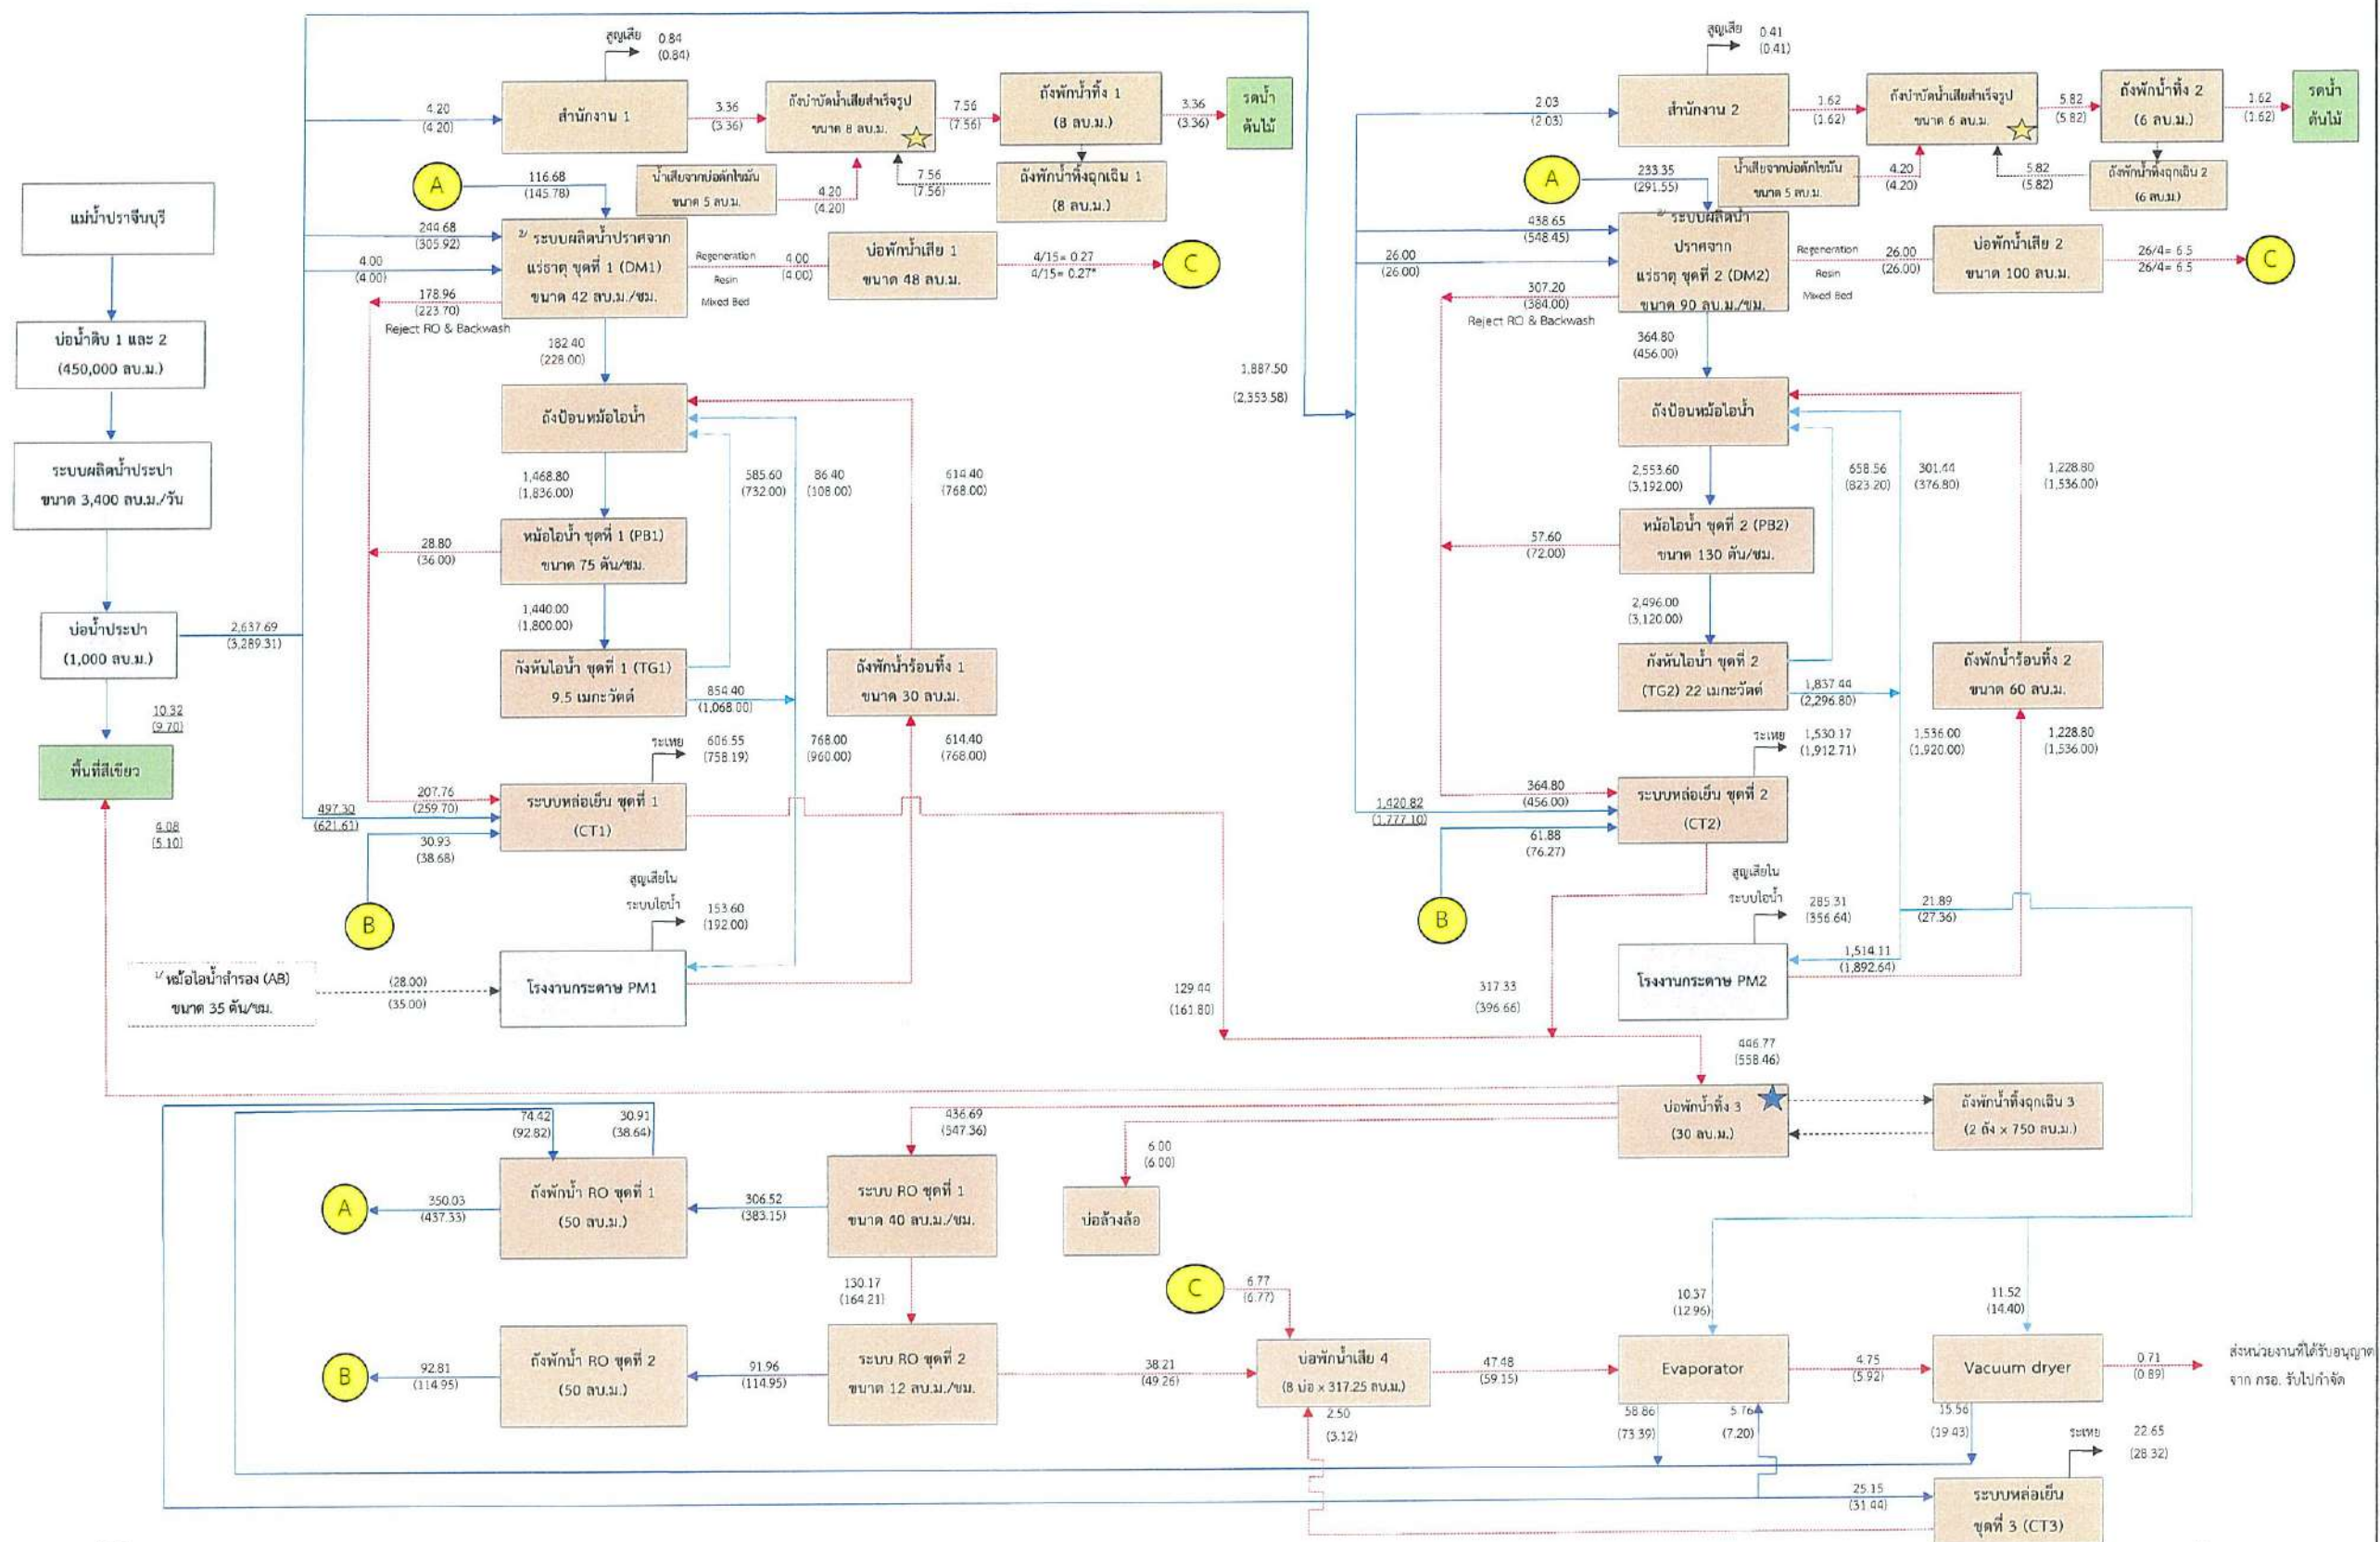 สูญเสีย 0.84
(0.84)
4.20
(4.20)
สำนักงาน 1
3.36
(3.36)
ถังบำบัดน้ำเสียสำเร็จรูป
ขนาด 8 ลบ.ม.
7.56
(7.56)
ถังพักน้ำทิ้ง 1
(8 ลบ.ม.)
3.36
(3.36)
รดน้ำ
ต้นไม้
A
116.68
(145.78)
น้ำเสียจากบ่อดักไขมัน
ขนาด 5 ลบ.ม.
4.20
(4.20)
7.56
(7.56)
ถังพักน้ำทิ้งฉุกเฉิน 1
(8 ลบ.ม.)
แม่น้ำปราจีนบุรี
244.68
(305.92)
4.00
(4.00)
178.96
(223.70)
Reject RO & Backwash
2/ ระบบผลิตน้ำปราศจาก
แร่ธาตุ ชุดที่ 1 (DM1)
ขนาด 42 ลบ.ม./ชม.
Regeneration
Resin
Mixed Bed
4.00
(4.00)
บ่อพักน้ำเสีย 1
ขนาด 48 ลบ.ม.
4/15= 0.27
4/15= 0.27*
C
บ่อน้ำดิบ 1 และ 2
(450,000 ลบ.ม.)
182.40
(228.00)
ถังป้อนหม้อไอน้ำ
ระบบผลิตน้ำประปา
ขนาด 3,400 ลบ.ม./วัน
1,468.80
(1,836.00)
585.60
(732.00)
86.40
(108.00)
614.40
(768.00)
หม้อไอน้ำ ชุดที่ 1 (PB1)
ขนาด 75 ตัน/ชม.
28.80
(36.00)
1,440.00
(1,800.00)
บ่อน้ำประปา
(1,000 ลบ.ม.)
2,637.69
(3,289.31)
กังหันไอน้ำ ชุดที่ 1 (TG1)
9.5 เมกะวัตต์
854.40
(1,068.00)
ถังพักน้ำร้อนทิ้ง 1
ขนาด 30 ลบ.ม.
10.32
(9.70)
พื้นที่สีเขียว
ระเหย 606.55
(758.19)
768.00
(960.00)
614.40
(768.00)
4.08
(5.10)
207.76
(259.70)
497.30
(621.61)
30.93
(38.68)
ระบบหล่อเย็น ชุดที่ 1
(CT1)
B
สูญเสียใน
ระบบไอน้ำ 153.60
(192.00)
1/ หม้อไอน้ำสำรอง (AB)
ขนาด 35 ตัน/ชม.
(28.00)
(35.00)
โรงงานกระดาษ PM1
129.44
(161.80)
1,887.50
(2,353.58)
สูญเสีย 0.41
(0.41)
2.03
(2.03)
สำนักงาน 2
1.62
(1.62)
ถังบำบัดน้ำเสียสำเร็จรูป
ขนาด 6 ลบ.ม.
5.82
(5.82)
ถังพักน้ำทิ้ง 2
(6 ลบ.ม.)
1.62
(1.62)
รดน้ำ
ต้นไม้
A
233.35
(291.55)
น้ำเสียจากบ่อดักไขมัน
ขนาด 5 ลบ.ม.
4.20
(4.20)
5.82
(5.82)
ถังพักน้ำทิ้งฉุกเฉิน 2
(6 ลบ.ม.)
438.65
(548.45)
26.00
(26.00)
307.20
(384.00)
Reject RO & Backwash
2/ ระบบผลิตน้ำ
ปราศจาก
แร่ธาตุ ชุดที่ 2 (DM2)
ขนาด 90 ลบ.ม./ชม.
Regeneration
Resin
Mixed Bed
26.00
(26.00)
บ่อพักน้ำเสีย 2
ขนาด 100 ลบ.ม.
26/4= 6.5
26/4= 6.5
C
364.80
(456.00)
ถังป้อนหม้อไอน้ำ
2,553.60
(3,192.00)
658.56
(823.20)
301.44
(376.80)
1,228.80
(1,536.00)
หม้อไอน้ำ ชุดที่ 2 (PB2)
ขนาด 130 ตัน/ชม.
57.60
(72.00)
2,496.00
(3,120.00)
กังหันไอน้ำ ชุดที่ 2
(TG2) 22 เมกะวัตต์
1,837.44
(2,296.80)
ถังพักน้ำร้อนทิ้ง 2
ขนาด 60 ลบ.ม.
ระเหย 1,530.17
(1,912.71)
1,536.00
(1,920.00)
1,228.80
(1,536.00)
364.80
(456.00)
1,420.82
(1,777.10)
61.88
(76.27)
ระบบหล่อเย็น ชุดที่ 2
(CT2)
B
สูญเสียใน
ระบบไอน้ำ 285.31
(356.64)
21.89
(27.36)
โรงงานกระดาษ PM2
1,514.11
(1,892.64)
317.33
(396.66)
446.77
(558.46)
บ่อพักน้ำทิ้ง 3
(30 ลบ.ม.)
ถังพักน้ำทิ้งฉุกเฉิน 3
(2 ถัง x 750 ลบ.ม.)
74.42
(92.82)
30.91
(38.64)
436.69
(547.36)
6.00
(6.00)
A
350.03
(437.33)
ถังพักน้ำ RO ชุดที่ 1
(50 ลบ.ม.)
306.52
(383.15)
ระบบ RO ชุดที่ 1
ขนาด 40 ลบ.ม./ชม.
บ่อล้างล้อ
130.17
(164.21)
C
6.77
(6.77)
10.37
(12.96)
11.52
(14.40)
B
92.81
(114.95)
ถังพักน้ำ RO ชุดที่ 2
(50 ลบ.ม.)
91.96
(114.95)
ระบบ RO ชุดที่ 2
ขนาด 12 ลบ.ม./ชม.
38.21
(49.26)
บ่อพักน้ำเสีย 4
(8 บ่อ x 317.25 ลบ.ม.)
47.48
(59.15)
Evaporator
4.75
(5.92)
Vacuum dryer
0.71
(0.89)
ส่งหน่วยงานที่ได้รับอนุญาต
จาก กรอ. รับไปกำจัด
2.50
(3.12)
58.86
(73.39)
5.76
(7.20)
15.56
(19.43)
ระเหย 22.65
(28.32)
25.15
(31.44)
ระบบหล่อเย็น
ชุดที่ 3 (CT3)